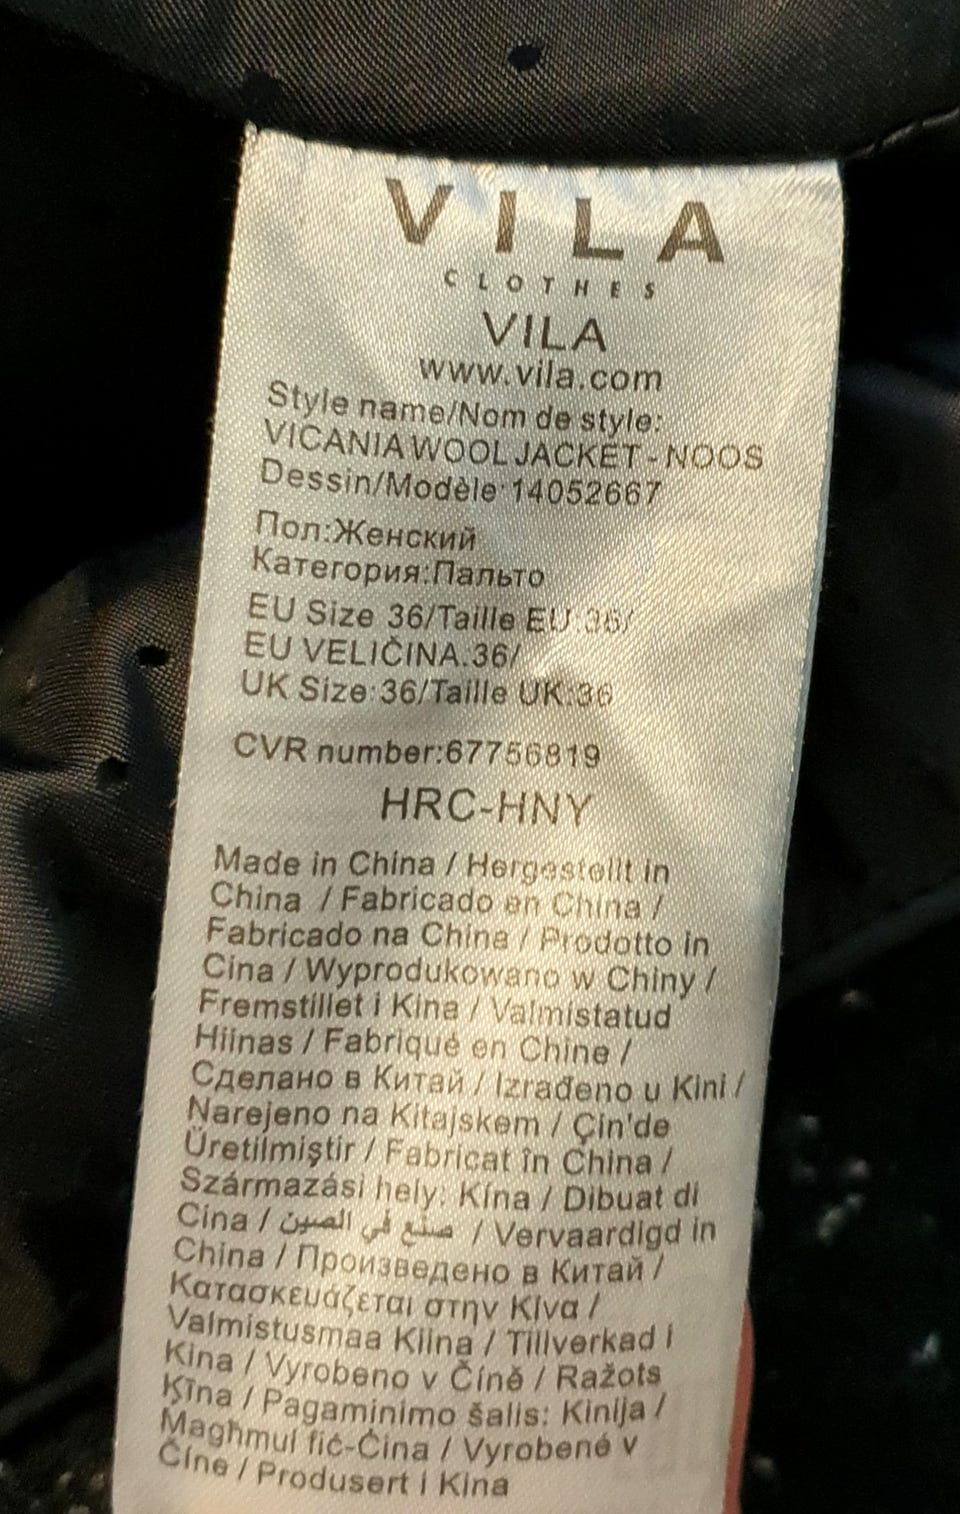 VILA
CLOTHES
VILA
www.vila.com
Style name/Nom de style:
VICANIA WOOL JACKET - NOOS
Dessin/Modèle:14052667
Пол:Женский
Категория:Пальто
EU Size 36/Taille EU:36/
EU VELIČINA.36/
UK Size:36/Taille UK:36
CVR number:67756819
HRC-HNY
Made in China / Hergestellt in
China / Fabricado en China /
Fabricado na China / Prodotto in
Cina / Wyprodukowano w Chiny /
Fremstillet i Kina / Valmistatud
Hiinas / Fabriqué en Chine /
Сделано в Китай / Izrađeno u Kini /
Narejeno na Kitajskem / Çin'de
Üretilmiştir / Fabricat în China /
Származási hely: Kína / Dibuat di
Cina / صنع في الصين / Vervaardigd in
China / Произведено в Китай /
Κατασκευάζεται στην Κίνα /
Valmistusmaa Kiina / Tillverkad i
Kina / Vyrobeno v Číně / Ražots
Ķīna / Pagaminimo šalis: Kinija /
Magħmul fiċ-Ċina / Vyrobené v
Číne / Produsert i Kina